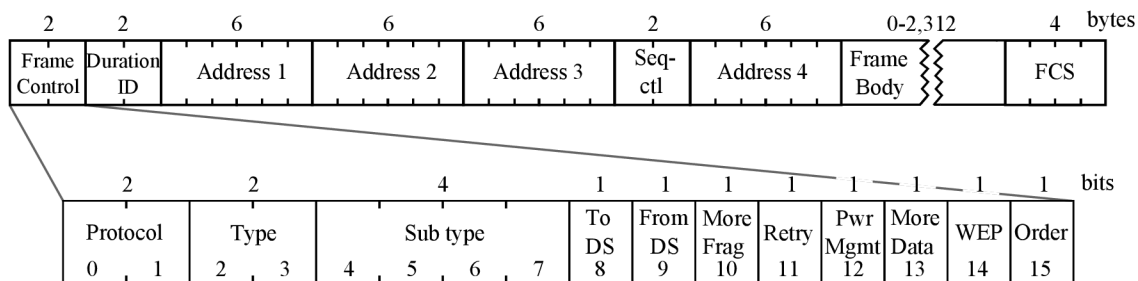 2 2 6 6 6 2 6 0-2,312 4 bytes
Frame Control Duration ID Address 1 Address 2 Address 3 Seq-ctl Address 4 Frame Body FCS
2 2 4 1 1 1 1 1 1 1 1 bits
Protocol Type Sub type To DS From DS More Frag Retry Pwr Mgmt More Data WEP Order
0 1 2 3 4 5 6 7 8 9 10 11 12 13 14 15